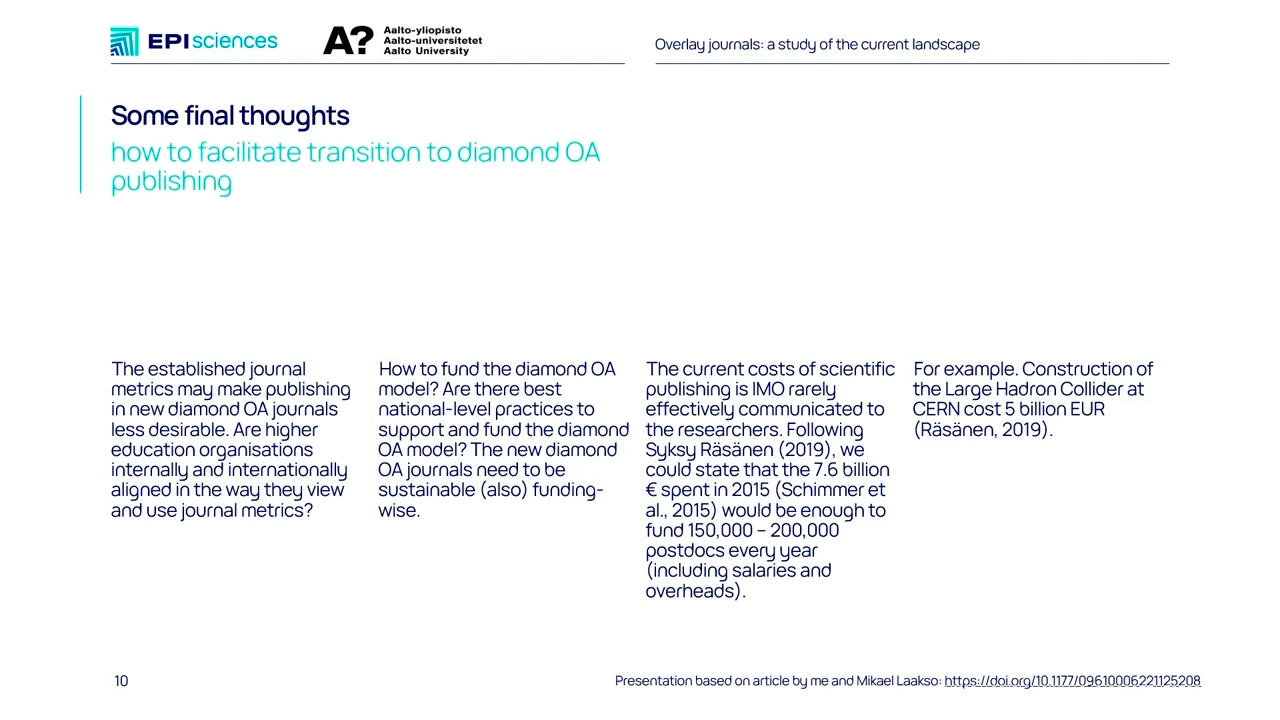 EPIsciences
A?
Aalto-yliopisto
Aalto-universitetet
Aalto University
Overlay journals: a study of the current landscape
Some final thoughts
how to facilitate transition to diamond OA
publishing
The established journal
metrics may make publishing
in new diamond OA journals
less desirable. Are higher
education organisations
internally and internationally
aligned in the way they view
and use journal metrics?
How to fund the diamond OA
model? Are there best
national-level practices to
support and fund the diamond
OA model? The new diamond
OA journals need to be
sustainable (also) funding-
wise.
The current costs of scientific
publishing is IMO rarely
effectively communicated to
the researchers. Following
Syksy Räsänen (2019), we
could state that the 7.6 billion
€ spent in 2015 (Schimmer et
al., 2015) would be enough to
fund 150,000 – 200,000
postdocs every year
(including salaries and
overheads).
For example. Construction of
the Large Hadron Collider at
CERN cost 5 billion EUR
(Räsänen, 2019).
10
Presentation based on article by me and Mikael Laakso: https://doi.org/10.1177/09610006221125208